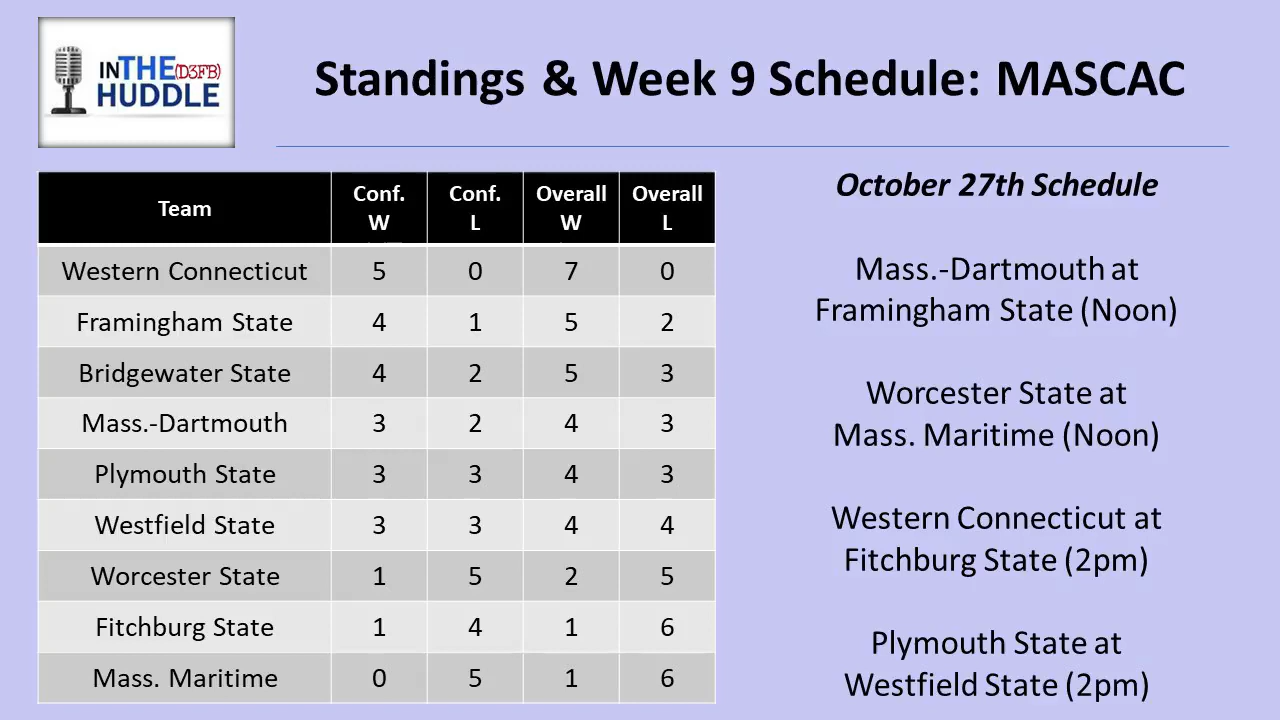 INTHE(D3FB)
HUDDLE
Standings & Week 9 Schedule: MASCAC
Team Conf. W Conf. L Overall W Overall L
Western Connecticut 5 0 7 0
Framingham State 4 1 5 2
Bridgewater State 4 2 5 3
Mass.-Dartmouth 3 2 4 3
Plymouth State 3 3 4 3
Westfield State 3 3 4 4
Worcester State 1 5 2 5
Fitchburg State 1 4 1 6
Mass. Maritime 0 5 1 6
October 27th Schedule
Mass.-Dartmouth at
Framingham State (Noon)
Worcester State at
Mass. Maritime (Noon)
Western Connecticut at
Fitchburg State (2pm)
Plymouth State at
Westfield State (2pm)